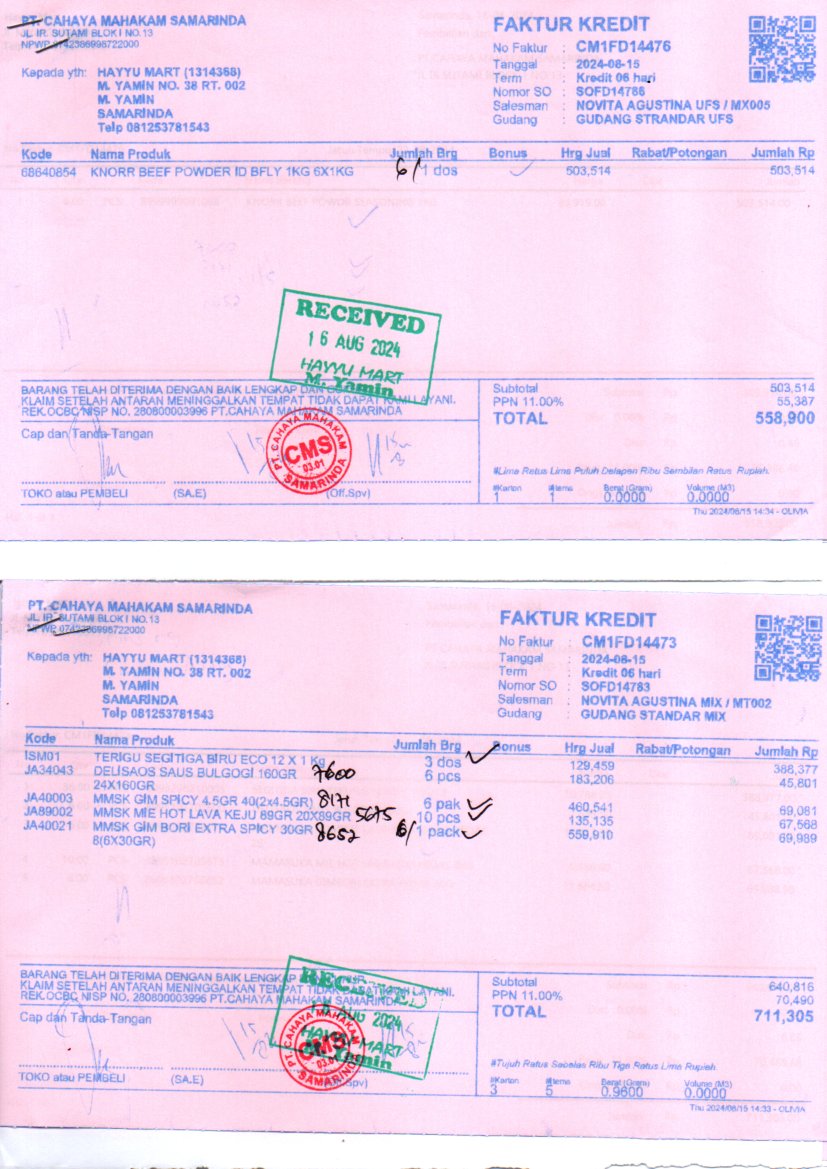 PT. CAHAYA MAHAKAM SAMARINDA
JL. IR. SUTAMI BLOK I NO.13
NPWP 0742386998722000
Kepada yth: HAYYU MART (1314368)
M. YAMIN NO. 38 RT. 002
M. YAMIN
SAMARINDA
Telp 081253781543
FAKTUR KREDIT
No Faktur : CM1FD14476
Tanggal : 2024-08-15
Term : Kredit 06 hari
Nomor SO : SOFD14786
Salesman : NOVITA AGUSTINA UFS / MX005
Gudang : GUDANG STRANDAR UFS
Kode Nama Produk Jumlah Brg Bonus Hrg Jual Rabat/Potongan Jumlah Rp
68640854 KNORR BEEF POWDER ID BFLY 1KG 6X1KG 6/1 dos 503,514 503,514
RECEIVED
16 AUG 2024
HAYYU MART
M. Yamin
BARANG TELAH DITERIMA DENGAN BAIK LENGKAP DAN
KLAIM SETELAH ANTARAN MENINGGALKAN TEMPAT TIDAK DAPAT KAMI LAYANI.
REK.OCBC NISP NO. 280800003996 PT.CAHAYA MAHAKAM SAMARINDA
Cap dan Tanda-Tangan
PT. CAHAYA MAHAKAM
CMS
03.01
SAMARINDA
TOKO atau PEMBELI (SA.E) (Off.Spv)
Subtotal 503,514
PPN 11.00% 55,387
TOTAL 558,900
#Lima Ratus Lima Puluh Delapan Ribu Sembilan Ratus Rupiah.
#Karton #Items Berat (Gram) Volume (M3)
1 1 0.0000 0.0000
Thu 2024/08/15 14:34 - OLIVIA
PT. CAHAYA MAHAKAM SAMARINDA
JL. IR. SUTAMI BLOK I NO.13
NPWP 0742386998722000
Kepada yth: HAYYU MART (1314368)
M. YAMIN NO. 38 RT. 002
M. YAMIN
SAMARINDA
Telp 081253781543
FAKTUR KREDIT
No Faktur : CM1FD14473
Tanggal : 2024-08-15
Term : Kredit 06 hari
Nomor SO : SOFD14783
Salesman : NOVITA AGUSTINA MIX / MT002
Gudang : GUDANG STANDAR MIX
Kode Nama Produk Jumlah Brg Bonus Hrg Jual Rabat/Potongan Jumlah Rp
ISM01 TERIGU SEGITIGA BIRU ECO 12 X 1 Kg 3 dos 129,459 388,377
JA34043 DELISAOS SAUS BULGOGI 160GR 7600 6 pcs 183,206 45,801
24X160GR
JA40003 MMSK GIM SPICY 4.5GR 40(2x4.5GR) 8171 6 pak 460,541 69,081
JA89002 MMSK MIE HOT LAVA KEJU 89GR 20X89GR 5675 10 pcs 135,135 67,568
JA40021 MMSK GIM BORI EXTRA SPICY 30GR 8652 6/1 pack 559,910 69,989
8(6X30GR)
BARANG TELAH DITERIMA DENGAN BAIK LENGKAP
KLAIM SETELAH ANTARAN MENINGGALKAN TEMPAT TIDAK DAPAT KAMI LAYANI.
REK.OCBC NISP NO. 280800003996 PT.CAHAYA MAHAKAM SAMARINDA
Cap dan Tanda-Tangan
RECEIVED
16 AUG 2024
HAYYU MART
M. Yamin
PT. CAHAYA MAHAKAM
CMS
03.01
SAMARINDA
TOKO atau PEMBELI (SA.E) (Off.Spv)
Subtotal 640,816
PPN 11.00% 70,490
TOTAL 711,305
#Tujuh Ratus Sebelas Ribu Tiga Ratus Lima Rupiah.
#Karton #Items Berat (Gram) Volume (M3)
3 5 0.9600 0.0000
Thu 2024/08/15 14:33 - OLIVIA